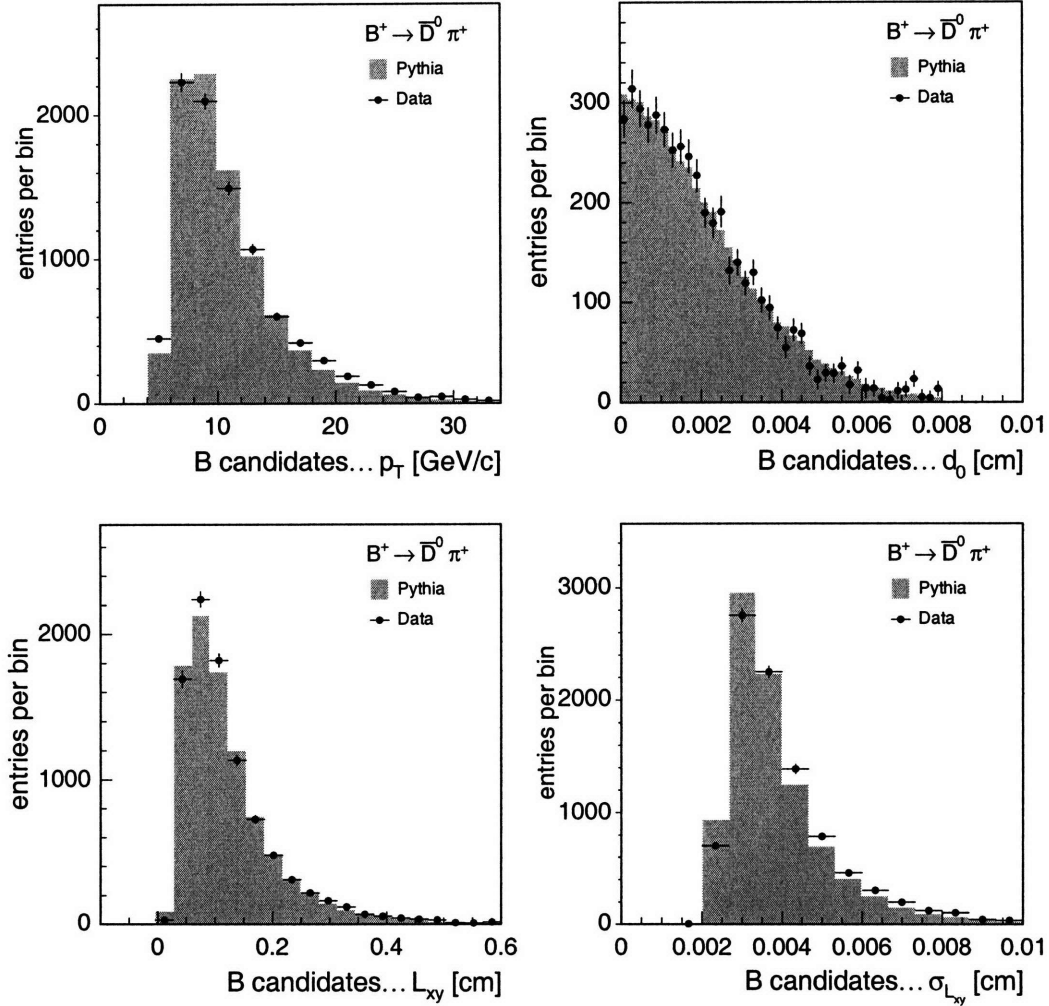 B⁺ → D̅⁰ π⁺
Pythia
Data
entries per bin
2000
1000
0
0 10 20 30
B candidates… p_T [GeV/c]
B⁺ → D̅⁰ π⁺
Pythia
Data
entries per bin
300
200
100
0
0 0.002 0.004 0.006 0.008 0.01
B candidates… d₀ [cm]
B⁺ → D̅⁰ π⁺
Pythia
Data
entries per bin
2000
1000
0
0 0.2 0.4 0.6
B candidates… L_xy [cm]
B⁺ → D̅⁰ π⁺
Pythia
Data
entries per bin
3000
2000
1000
0
0 0.002 0.004 0.006 0.008 0.01
B candidates… σ_L_xy [cm]